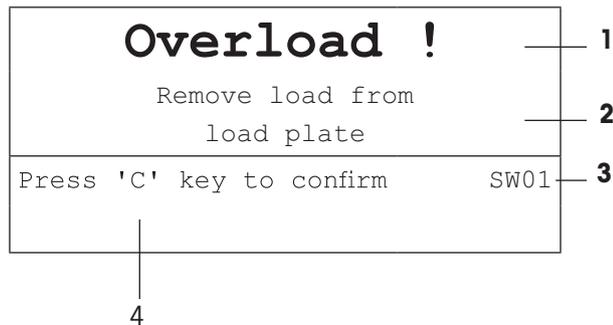 Overload ! 1
Remove load from
load plate 2
Press 'C' key to confirm SW01 3
4